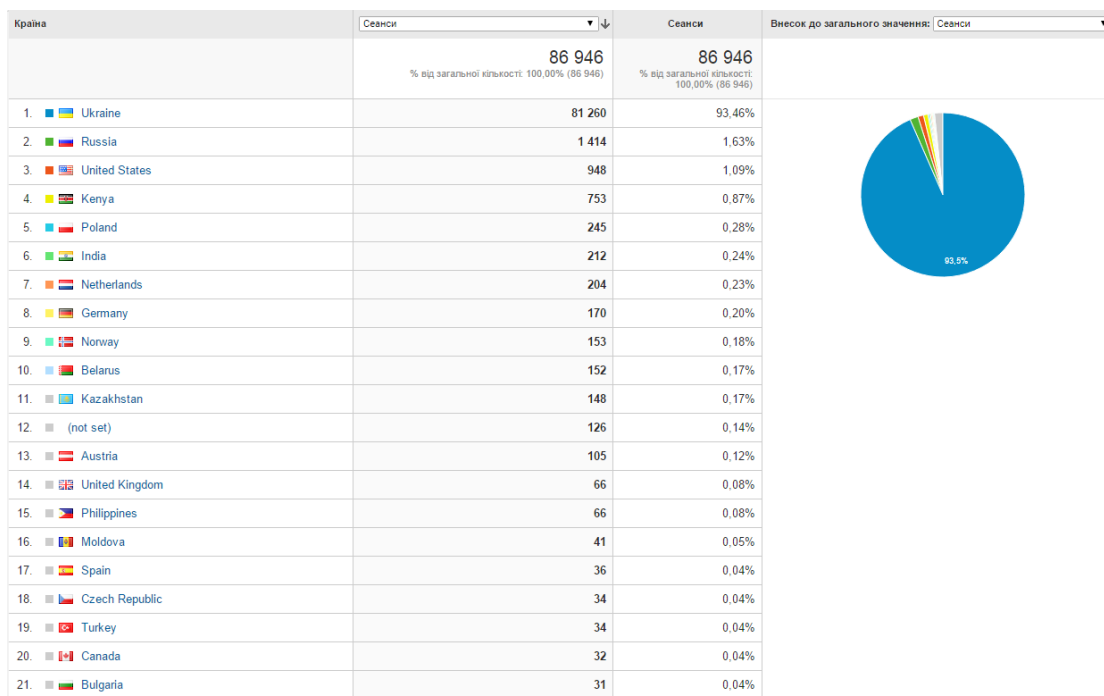 Країна Сеанси Сеанси Внесок до загального значення: Сеанси
86 946 86 946
% від загальної кількості: 100,00% (86 946) % від загальної кількості:
100,00% (86 946)
1. Ukraine 81 260 93,46%
2. Russia 1 414 1,63%
3. United States 948 1,09%
4. Kenya 753 0,87%
5. Poland 245 0,28%
6. India 212 0,24%
7. Netherlands 204 0,23%
8. Germany 170 0,20%
9. Norway 153 0,18%
10. Belarus 152 0,17%
11. Kazakhstan 148 0,17%
12. (not set) 126 0,14%
13. Austria 105 0,12%
14. United Kingdom 66 0,08%
15. Philippines 66 0,08%
16. Moldova 41 0,05%
17. Spain 36 0,04%
18. Czech Republic 34 0,04%
19. Turkey 34 0,04%
20. Canada 32 0,04%
21. Bulgaria 31 0,04%
93,5%